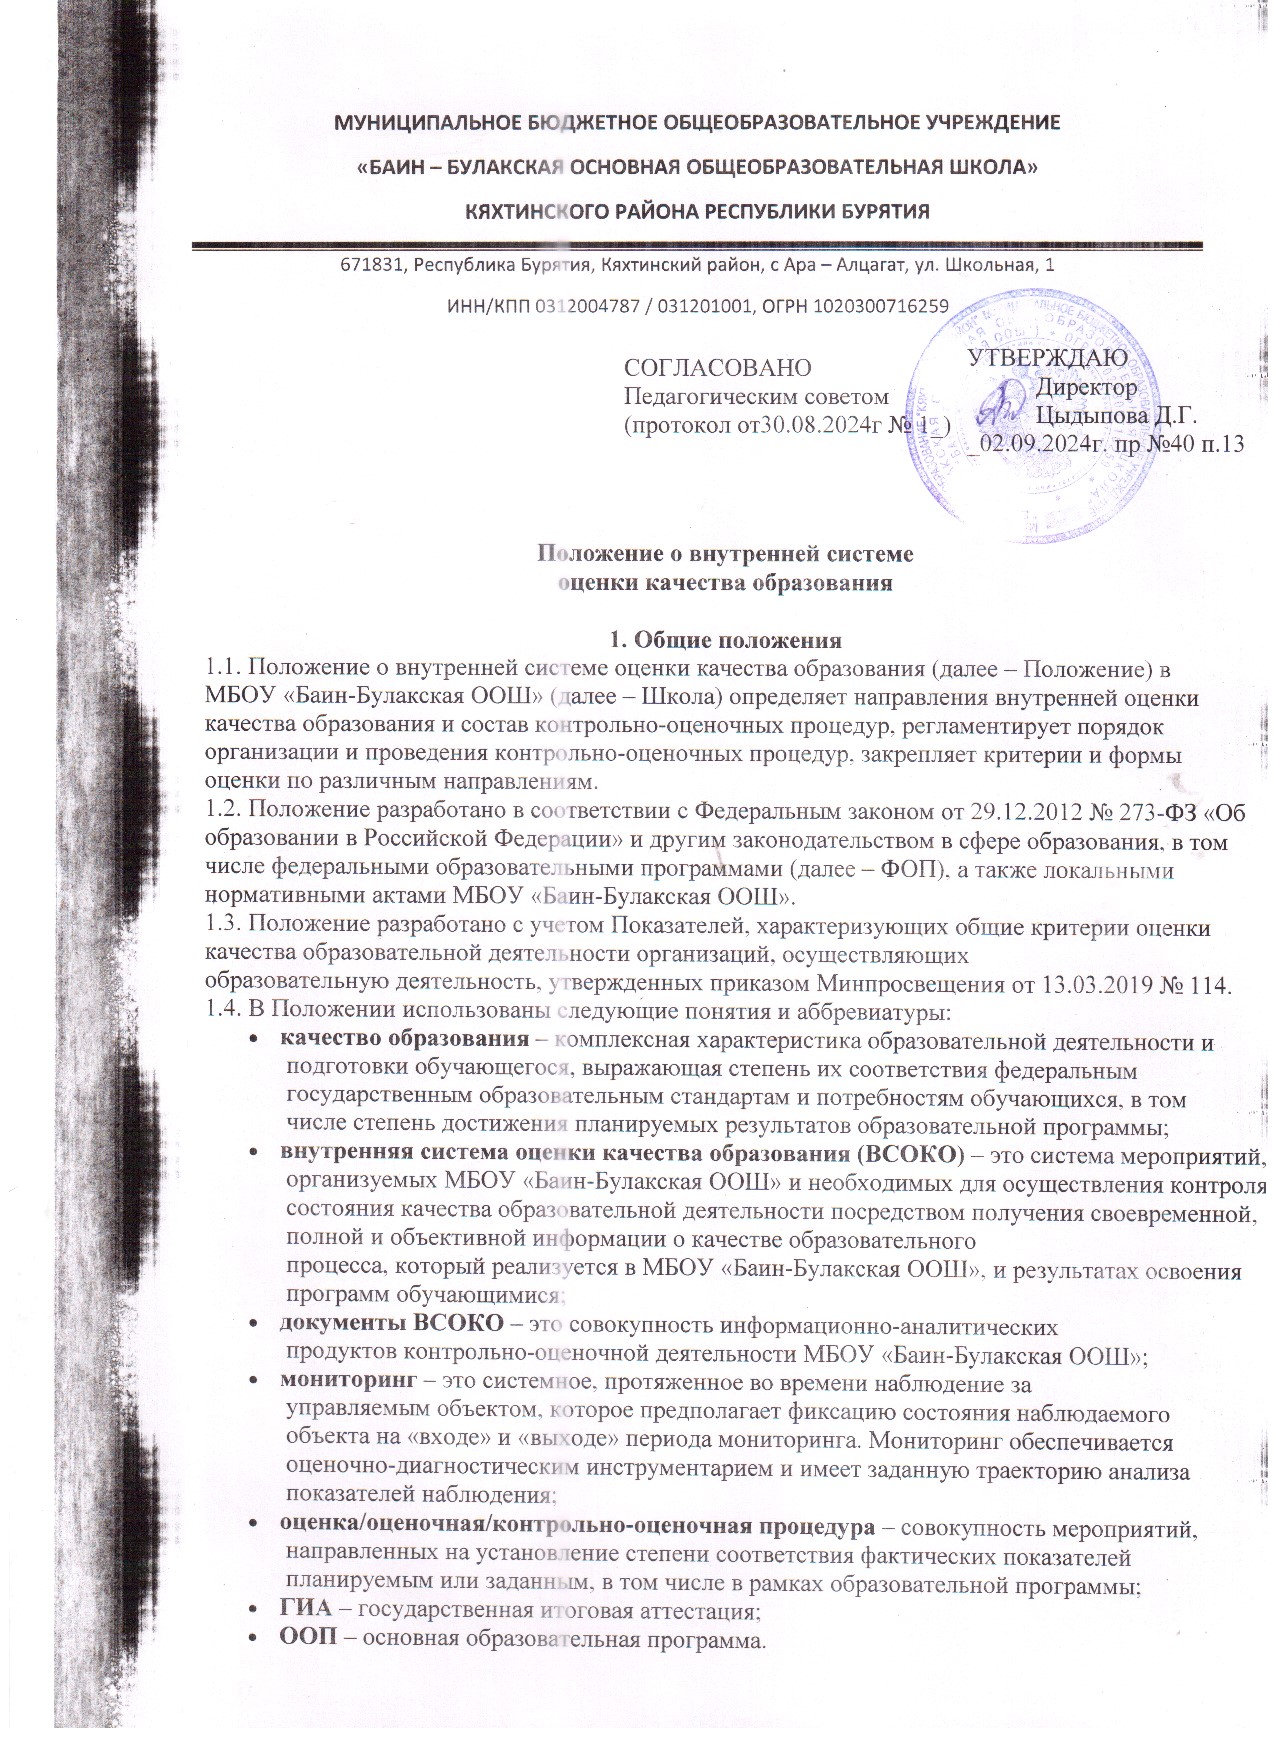 МУНИЦИПАЛЬНОЕ БЮДЖЕТНОЕ ОБЩЕОБРАЗОВАТЕЛЬНОЕ УЧРЕЖДЕНИЕ
«БАИН – БУЛАКСКАЯ ОСНОВНАЯ ОБЩЕОБРАЗОВАТЕЛЬНАЯ ШКОЛА»
КЯХТИНСКОГО РАЙОНА РЕСПУБЛИКИ БУРЯТИЯ
671831, Республика Бурятия, Кяхтинский район, с Ара – Алцагат, ул. Школьная, 1
ИНН/КПП 0312004787 / 031201001, ОГРН 1020300716259
СОГЛАСОВАНО
Педагогическим советом
(протокол от30.08.2024г № 1_)
УТВЕРЖДАЮ
Директор
Цыдыпова Д.Г.
_02.09.2024г. пр №40 п.13
Положение о внутренней системе
оценки качества образования
1. Общие положения
1.1. Положение о внутренней системе оценки качества образования (далее – Положение) в
МБОУ «Баин-Булакская ООШ» (далее – Школа) определяет направления внутренней оценки
качества образования и состав контрольно-оценочных процедур, регламентирует порядок
организации и проведения контрольно-оценочных процедур, закрепляет критерии и формы
оценки по различным направлениям.
1.2. Положение разработано в соответствии с Федеральным законом от 29.12.2012 № 273-ФЗ «Об
образовании в Российской Федерации» и другим законодательством в сфере образования, в том
числе федеральными образовательными программами (далее – ФОП), а также локальными
нормативными актами МБОУ «Баин-Булакская ООШ».
1.3. Положение разработано с учетом Показателей, характеризующих общие критерии оценки
качества образовательной деятельности организаций, осуществляющих
образовательную деятельность, утвержденных приказом Минпросвещения от 13.03.2019 № 114.
1.4. В Положении использованы следующие понятия и аббревиатуры:
• качество образования – комплексная характеристика образовательной деятельности и
подготовки обучающегося, выражающая степень их соответствия федеральным
государственным образовательным стандартам и потребностям обучающихся, в том
числе степень достижения планируемых результатов образовательной программы;
• внутренняя система оценки качества образования (ВСОКО) – это система мероприятий,
организуемых МБОУ «Баин-Булакская ООШ» и необходимых для осуществления контроля
состояния качества образовательной деятельности посредством получения своевременной,
полной и объективной информации о качестве образовательного
процесса, который реализуется в МБОУ «Баин-Булакская ООШ», и результатах освоения
программ обучающимися;
• документы ВСОКО – это совокупность информационно-аналитических
продуктов контрольно-оценочной деятельности МБОУ «Баин-Булакская ООШ»;
• мониторинг – это системное, протяженное во времени наблюдение за
управляемым объектом, которое предполагает фиксацию состояния наблюдаемого
объекта на «входе» и «выходе» периода мониторинга. Мониторинг обеспечивается
оценочно-диагностическим инструментарием и имеет заданную траекторию анализа
показателей наблюдения;
• оценка/оценочная/контрольно-оценочная процедура – совокупность мероприятий,
направленных на установление степени соответствия фактических показателей
планируемым или заданным, в том числе в рамках образовательной программы;
• ГИА – государственная итоговая аттестация;
• ООП – основная образовательная программа.